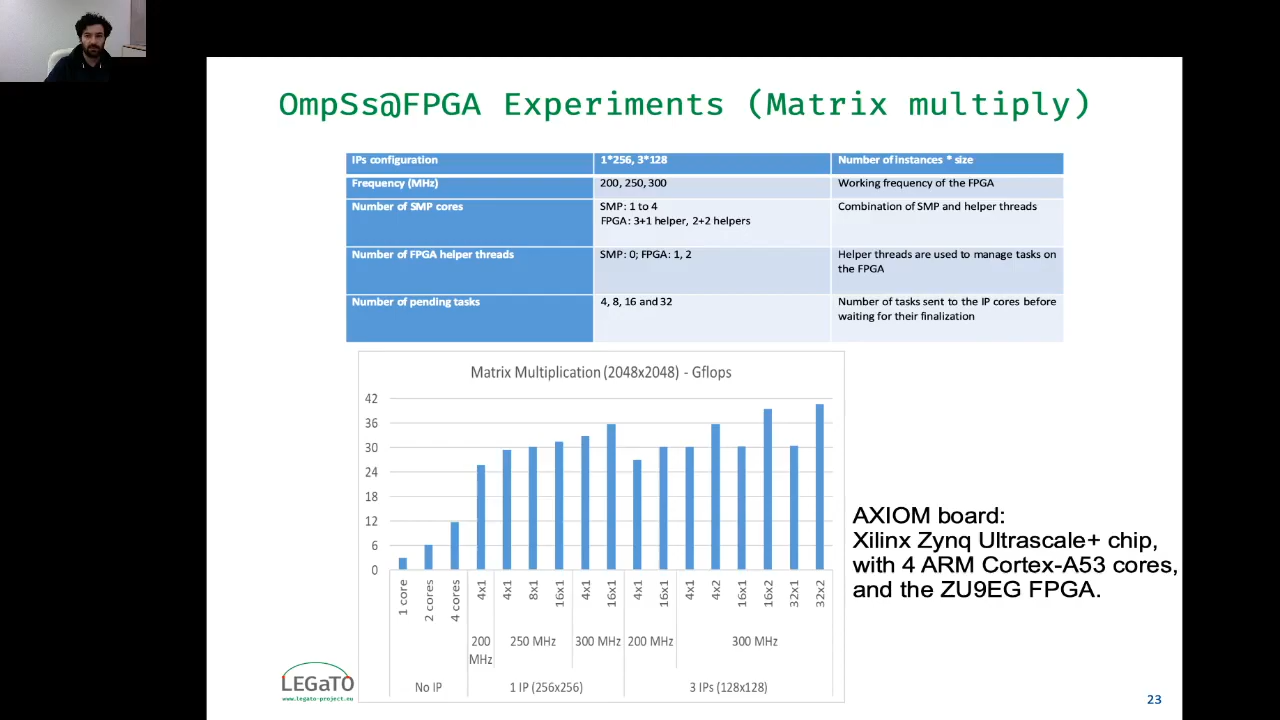 OmpSs@FPGA Experiments (Matrix multiply)
IPs configuration
1*256, 3*128
Number of instances * size
Frequency (MHz)
200, 250, 300
Working frequency of the FPGA
Number of SMP cores
SMP: 1 to 4
FPGA: 3+1 helper, 2+2 helpers
Combination of SMP and helper threads
Number of FPGA helper threads
SMP: 0; FPGA: 1, 2
Helper threads are used to manage tasks on
the FPGA
Number of pending tasks
4, 8, 16 and 32
Number of tasks sent to the IP cores before
waiting for their finalization
Matrix Multiplication (2048x2048) - Gflops
42
36
30
24
18
12
6
0
1 core
2 cores
4 cores
4x1
4x1
8x1
16x1
4x1
16x1
4x1
16x1
4x1
4x2
16x1
16x2
32x1
32x2
200
MHz
250 MHz
300 MHz
200 MHz
300 MHz
No IP
1 IP (256x256)
3 IPs (128x128)
AXIOM board:
Xilinx Zynq Ultrascale+ chip,
with 4 ARM Cortex-A53 cores,
and the ZU9EG FPGA.
LEGaTO
www.legato-project.eu
23